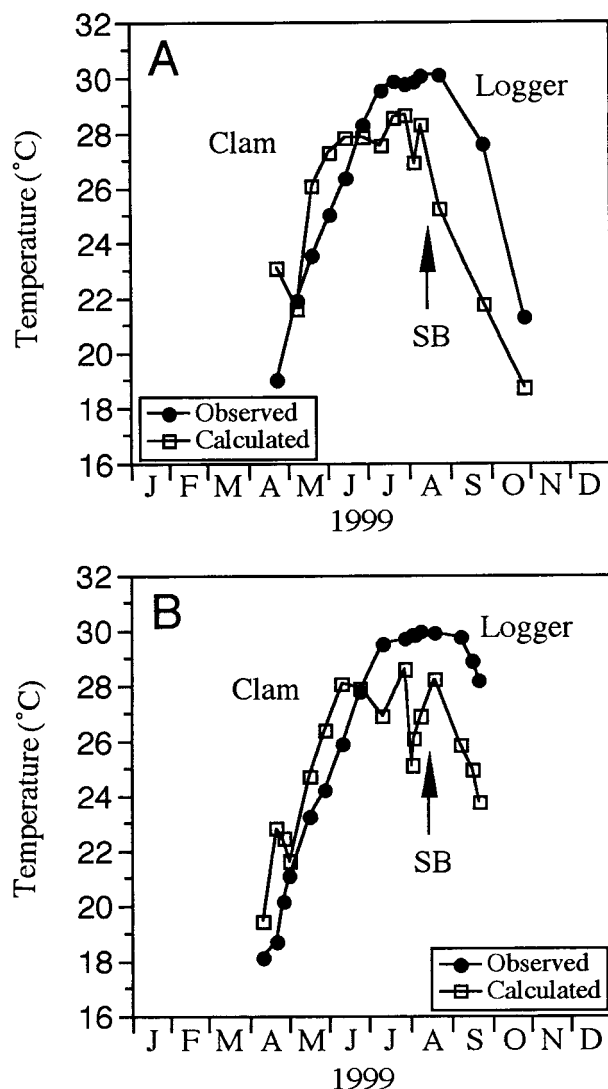 A
32
30
28
26
24
22
20
18
16
Temperature (°C)
Clam
Logger
SB
Observed
Calculated
J F M A M J J A S O N D
1999
B
32
30
28
26
24
22
20
18
16
Temperature (°C)
Clam
Logger
SB
Observed
Calculated
J F M A M J J A S O N D
1999